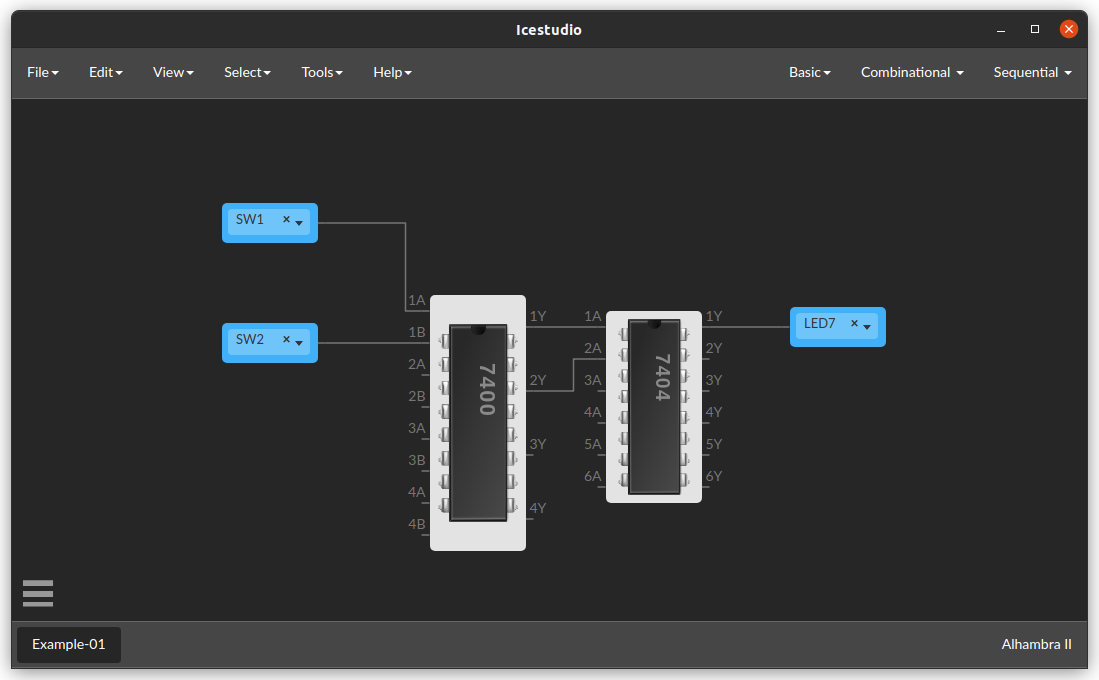 Icestudio
File Edit View Select Tools Help Basic Combinational Sequential
SW1
SW2
1A
1B
2A
2B
3A
3B
4A
4B
7400
1Y
2Y
3Y
4Y
1A
2A
3A
4A
5A
6A
7404
1Y
2Y
3Y
4Y
5Y
6Y
LED7
Example-01
Alhambra II